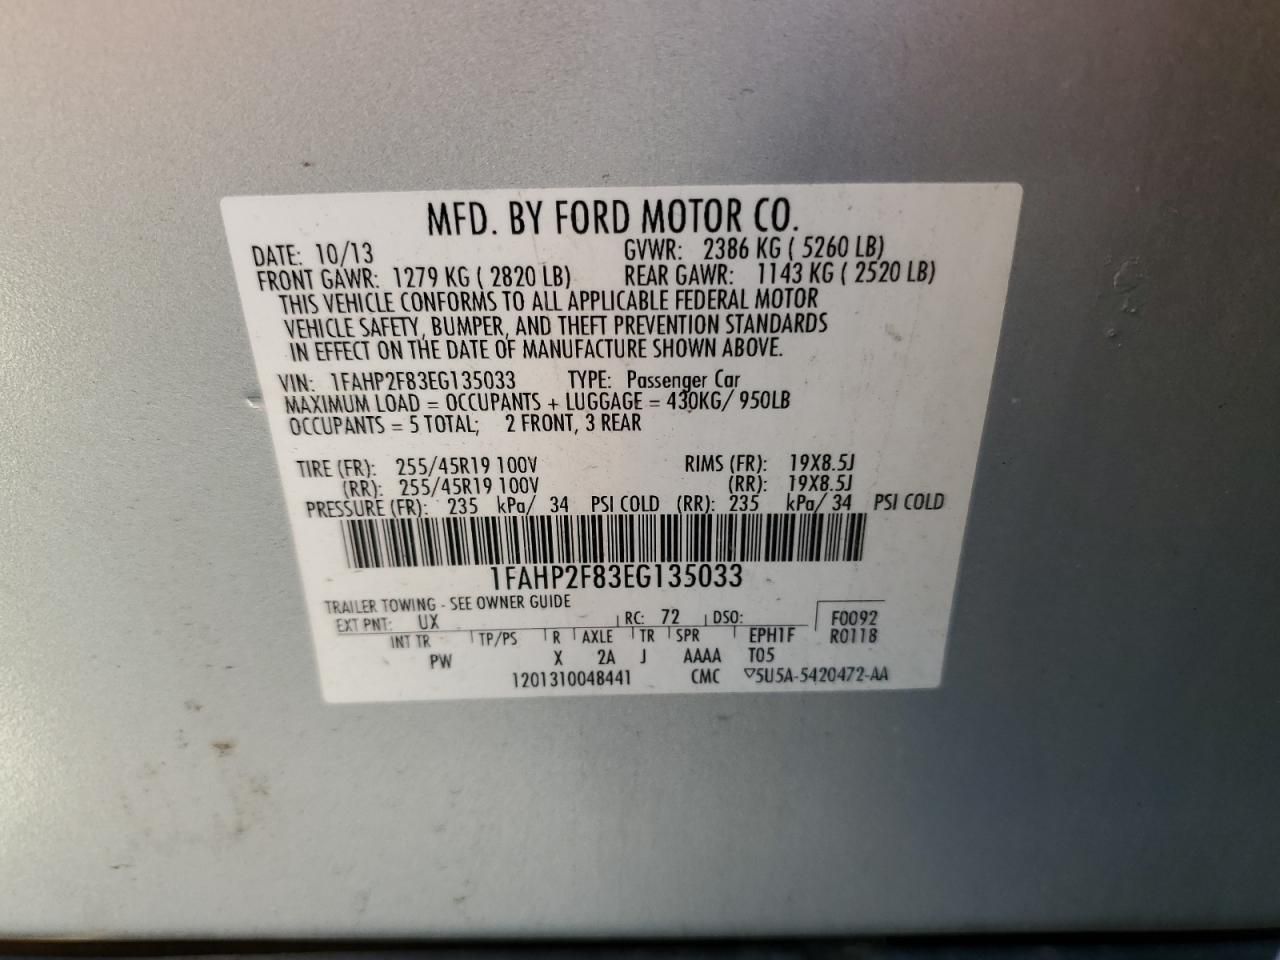 MFD. BY FORD MOTOR CO.
DATE: 10/13 GVWR: 2386 KG ( 5260 LB)
FRONT GAWR: 1279 KG ( 2820 LB) REAR GAWR: 1143 KG ( 2520 LB)
THIS VEHICLE CONFORMS TO ALL APPLICABLE FEDERAL MOTOR
VEHICLE SAFETY, BUMPER, AND THEFT PREVENTION STANDARDS
IN EFFECT ON THE DATE OF MANUFACTURE SHOWN ABOVE.
VIN: 1FAHP2F83EG135033 TYPE: Passenger Car
MAXIMUM LOAD = OCCUPANTS + LUGGAGE = 430KG/ 950LB
OCCUPANTS = 5 TOTAL; 2 FRONT, 3 REAR
TIRE (FR): 255/45R19 100V RIMS (FR): 19X8.5J
(RR): 255/45R19 100V (RR): 19X8.5J
PRESSURE (FR): 235 kPa/ 34 PSI COLD (RR): 235 kPa/ 34 PSI COLD
1FAHP2F83EG135033
TRAILER TOWING - SEE OWNER GUIDE
EXT PNT: UX RC: 72 DSO: F0092
INT TR TP/PS R AXLE TR SPR EPH1F R0118
PW X 2A J AAAA T05
1201310048441 CMC ▽5U5A-5420472-AA